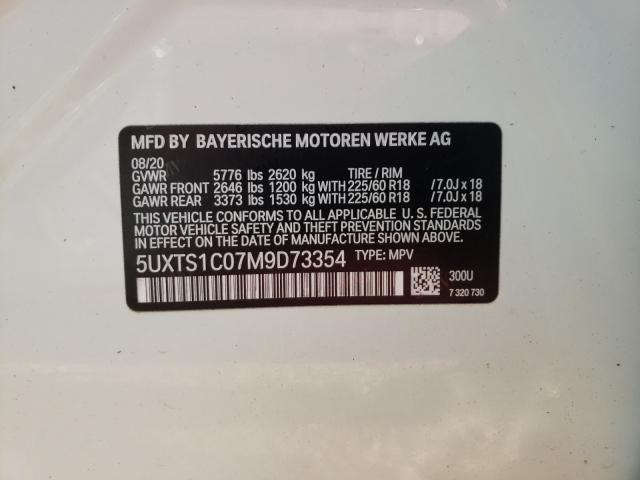 MFD BY BAYERISCHE MOTOREN WERKE AG
08/20
GVWR 5776 lbs 2620 kg TIRE / RIM
GAWR FRONT 2646 lbs 1200 kg WITH 225/60 R18 /7.0J x 18
GAWR REAR 3373 lbs 1530 kg WITH 225/60 R18 /7.0J x 18
THIS VEHICLE CONFORMS TO ALL APPLICABLE U. S. FEDERAL
MOTOR VEHICLE SAFETY AND THEFT PREVENTION STANDARDS
IN EFFECT ON THE DATE OF MANUFACTURE SHOWN ABOVE.
5UXTS1C07M9D73354 TYPE: MPV
300U
7 320 730